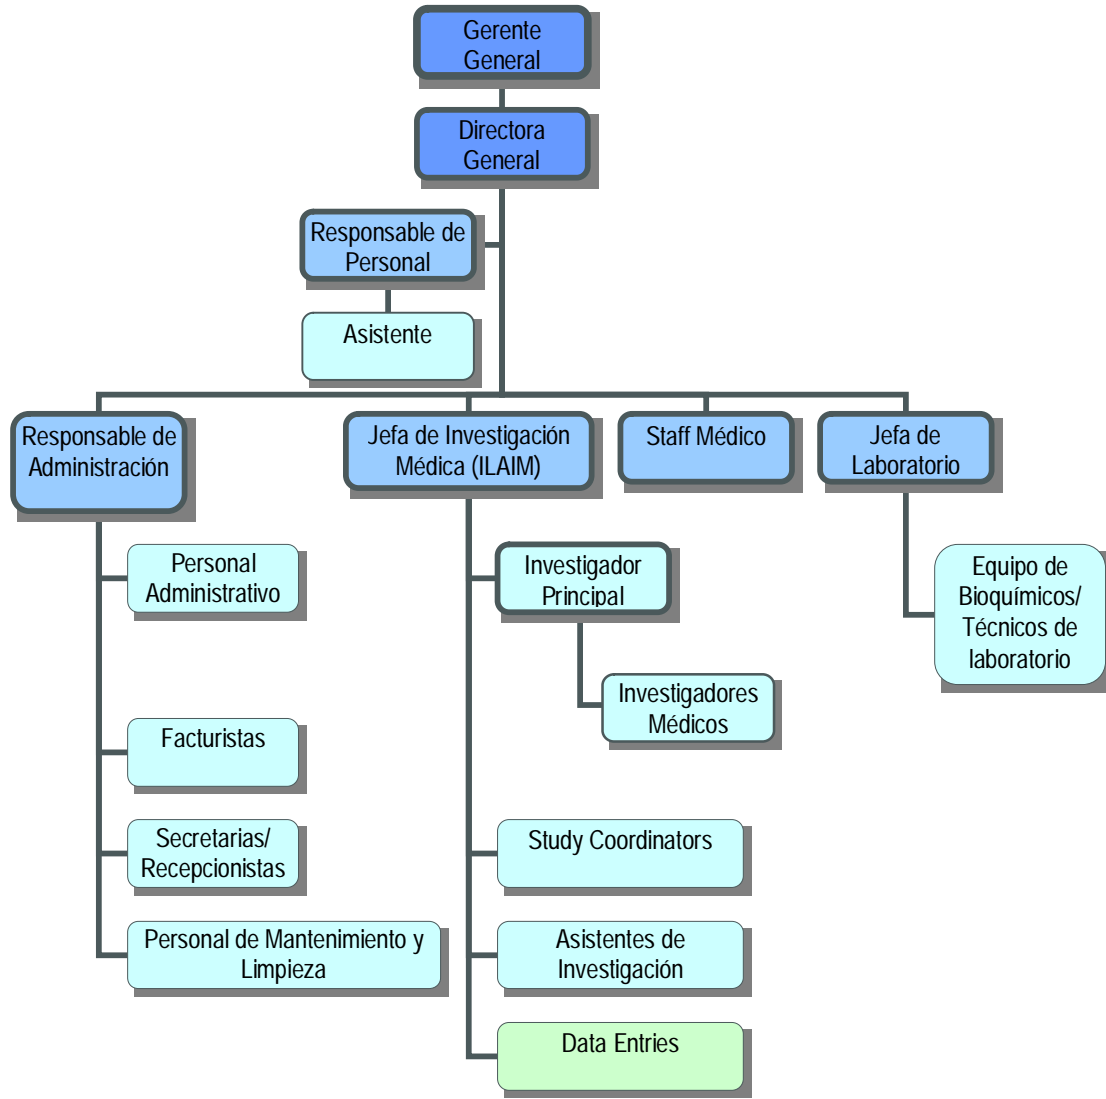 Gerente
General
Directora
General
Responsable de
Personal
Asistente
Responsable de
Administración
Jefa de Investigación
Médica (ILAIM)
Staff Médico
Jefa de
Laboratorio
Personal
Administrativo
Facturistas
Secretarias/
Recepcionistas
Personal de Mantenimiento y
Limpieza
Investigador
Principal
Investigadores
Médicos
Study Coordinators
Asistentes de
Investigación
Data Entries
Equipo de
Bioquímicos/
Técnicos de
laboratorio